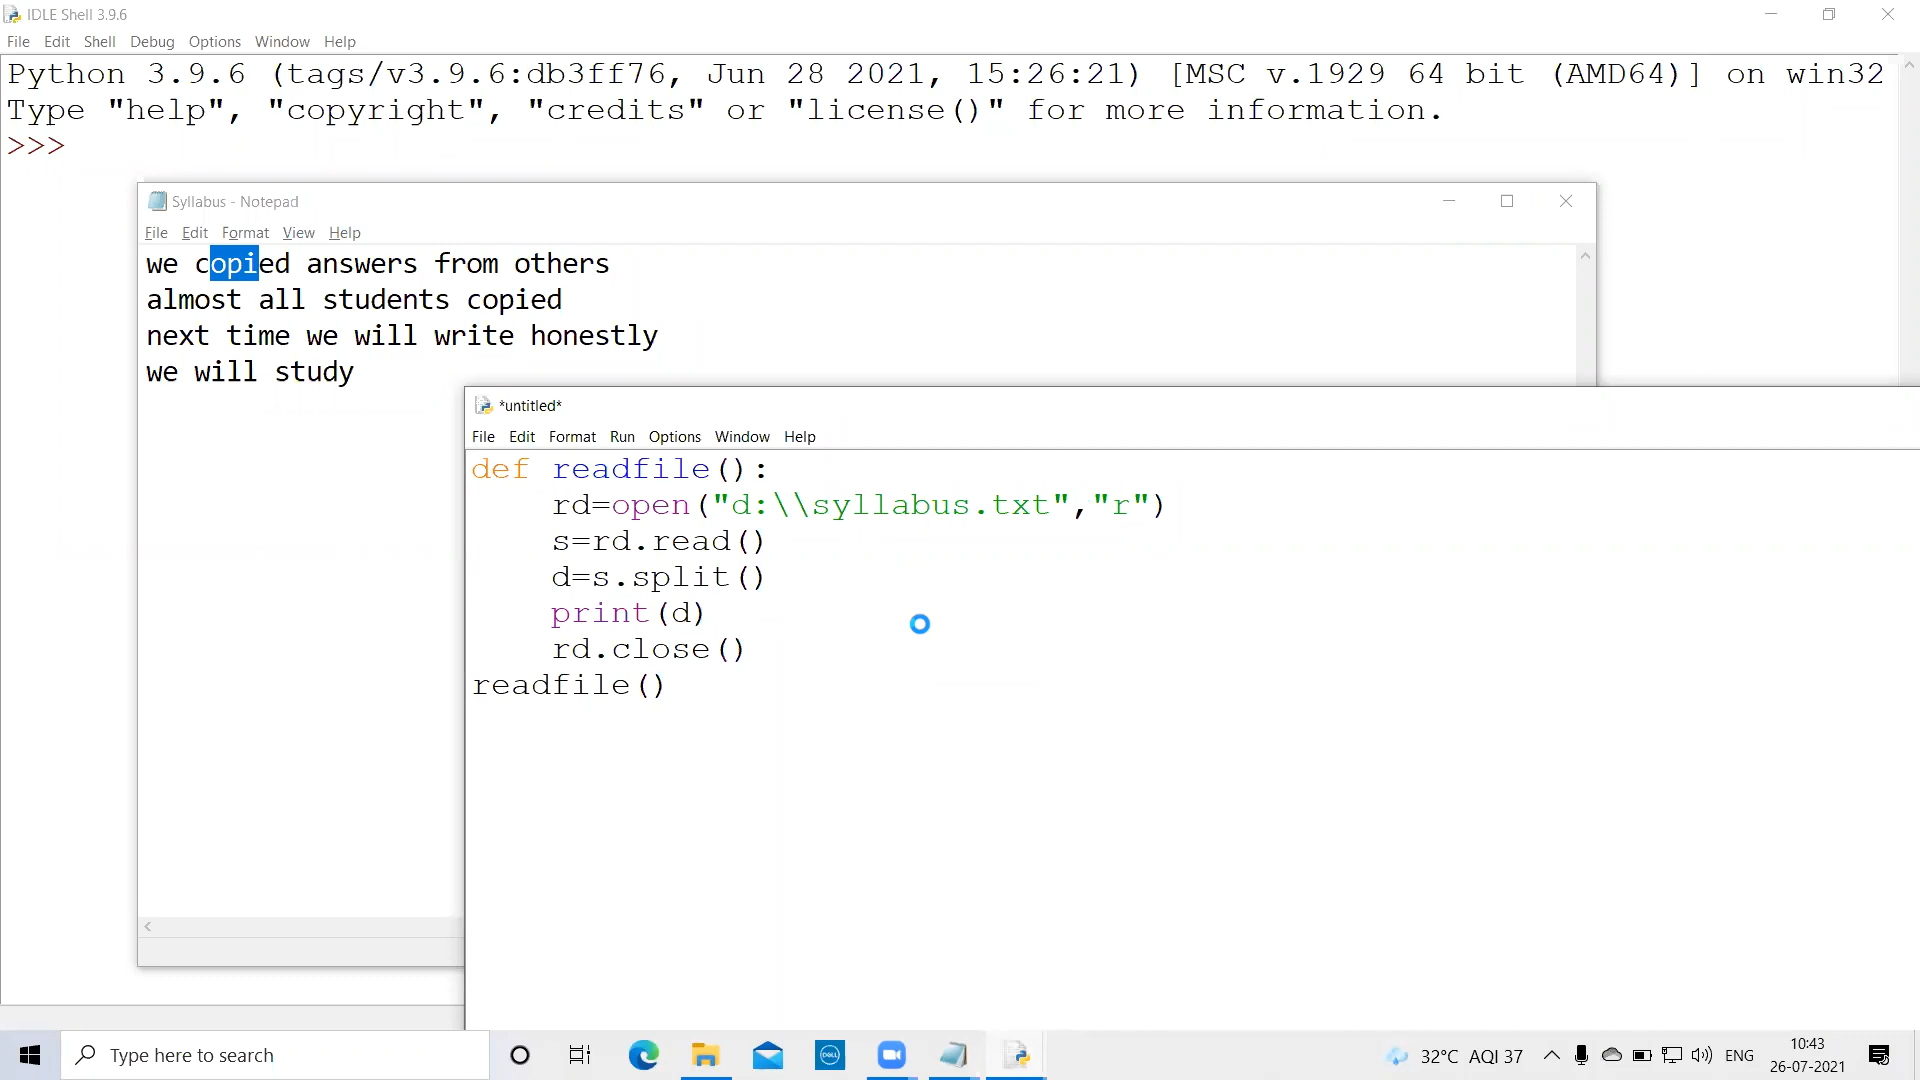 IDLE Shell 3.9.6
File Edit Shell Debug Options Window Help
Python 3.9.6 (tags/v3.9.6:db3ff76, Jun 28 2021, 15:26:21) [MSC v.1929 64 bit (AMD64)] on win32
Type "help", "copyright", "credits" or "license()" for more information.
>>>
Syllabus - Notepad
File Edit Format View Help
we copied answers from others
almost all students copied
next time we will write honestly
we will study
*untitled*
File Edit Format Run Options Window Help
def readfile():
    rd=open("d:\\syllabus.txt","r")
    s=rd.read()
    d=s.split()
    print(d)
    rd.close()
readfile()
Type here to search
DELL
32°C AQI 37
ENG
10:43
26-07-2021